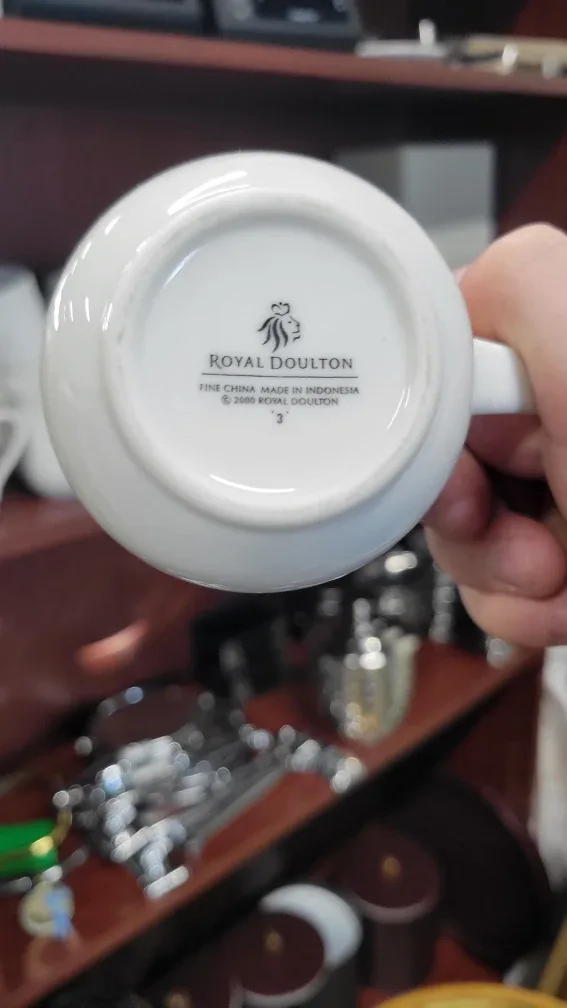 ROYAL DOULTON
FINE CHINA MADE IN INDONESIA
© 2000 ROYAL DOULTON
'3'